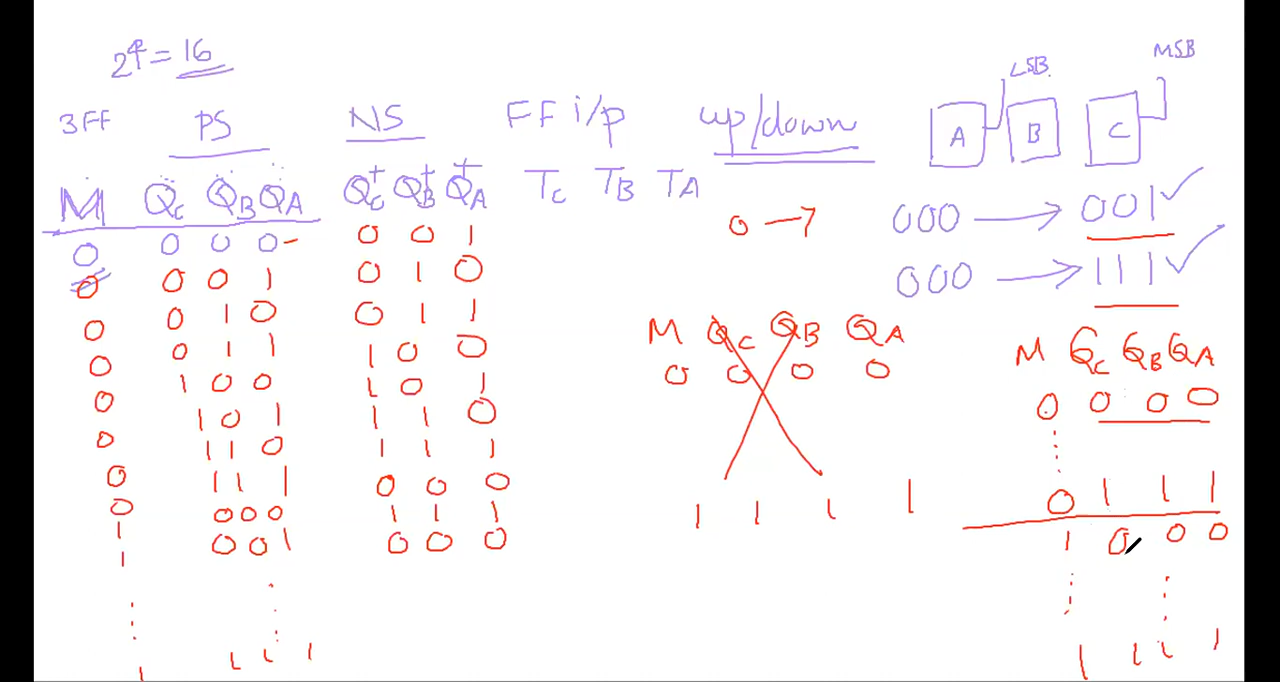 2⁴ = 16
LSB.
MSB
3FF PS NS FF i/p up/down
A B C
M Q_C Q_B Q_A Q_C⁺ Q_B⁺ Q_A⁺ T_C T_B T_A
0 → 7
000 → 001 ✓
000 → 111 ✓
0 0 0 0 - 0 0 1
0 0 0 1 0 1 0
0 0 1 0 0 1 1
0 0 1 1 1 0 0
0 1 0 0 1 0 1
0 1 0 1 1 1 0
0 1 1 0 1 1 1
0 1 1 1 0 0 0
1 0 0 0 1 1 1
1 0 0 1 0 0 0
1 1 1 1
M Q_C Q_B Q_A
0 0 0 0
1 1 1 1
M Q_C Q_B Q_A
0 0 0 0
0 1 1 1
1 0 0 0
1 1 1 1